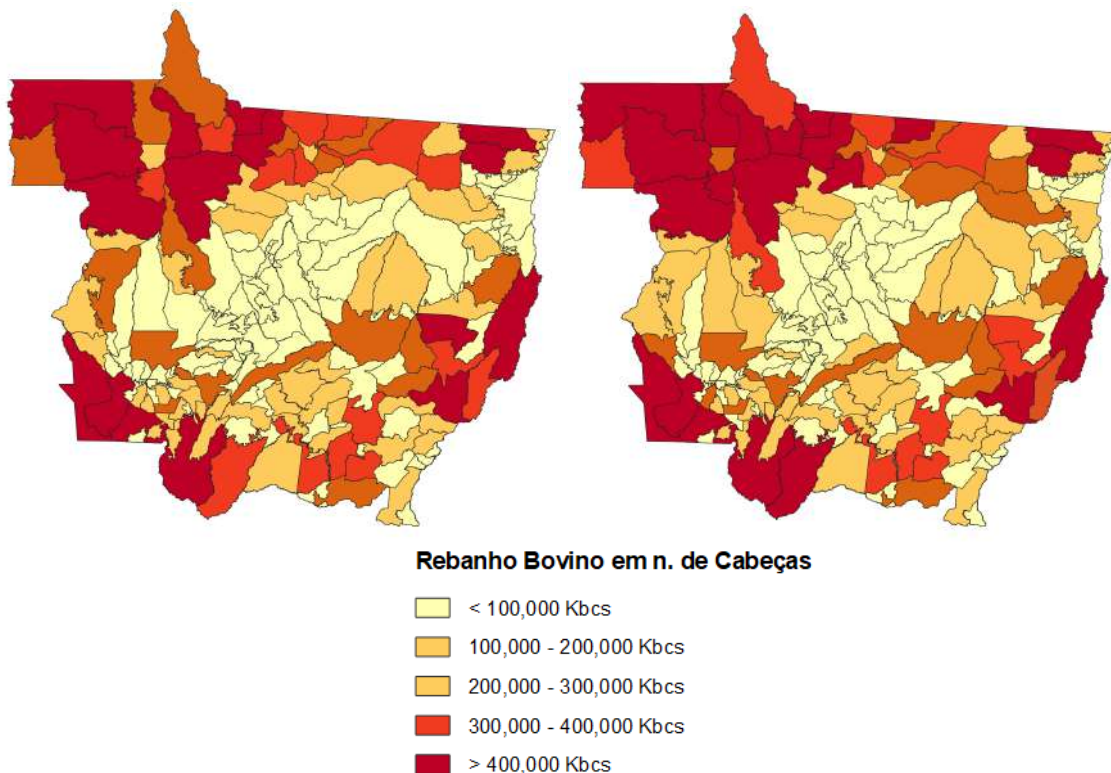 Rebanho Bovino em n. de Cabeças
< 100,000 Kbcs
100,000 - 200,000 Kbcs
200,000 - 300,000 Kbcs
300,000 - 400,000 Kbcs
> 400,000 Kbcs